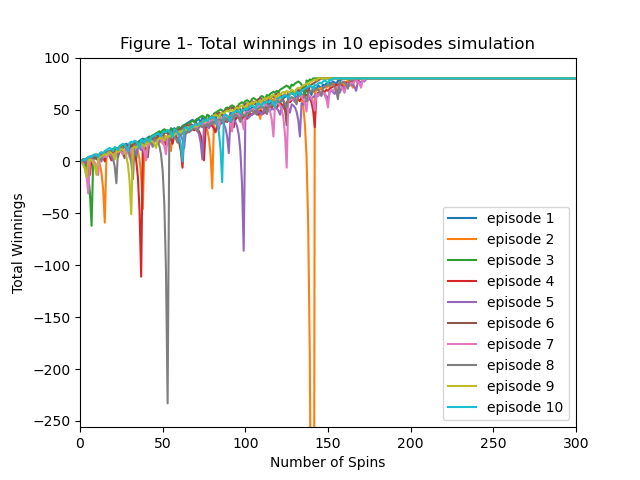 Figure 1- Total winnings in 10 episodes simulation
100
50
0
−50
−100
−150
−200
−250
Total Winnings
0 50 100 150 200 250 300
Number of Spins
episode 1
episode 2
episode 3
episode 4
episode 5
episode 6
episode 7
episode 8
episode 9
episode 10